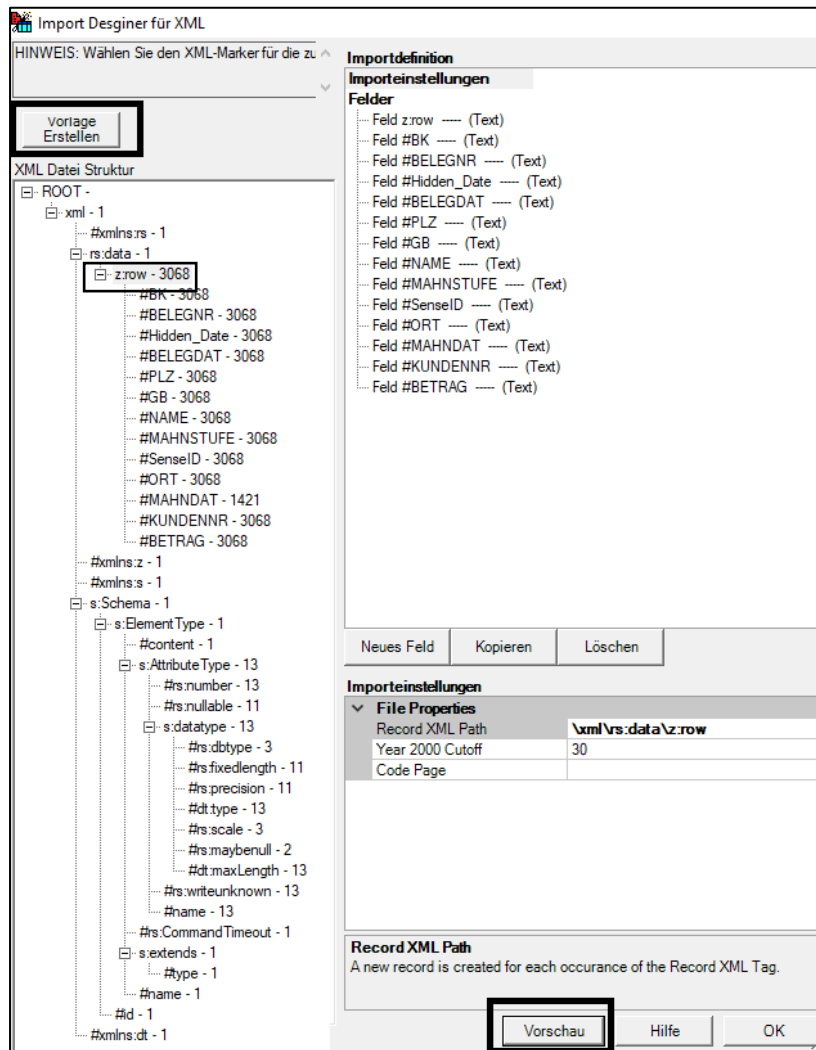 Import Desginer für XML
HINWEIS: Wählen Sie den XML-Marker für die zu
Vorlage
Erstellen
XML Datei Struktur
ROOT -
xml - 1
#xmlns:rs - 1
rs:data - 1
z:row - 3068
#BK - 3068
#BELEGNR - 3068
#Hidden_Date - 3068
#BELEGDAT - 3068
#PLZ - 3068
#GB - 3068
#NAME - 3068
#MAHNSTUFE - 3068
#SenseID - 3068
#ORT - 3068
#MAHNDAT - 1421
#KUNDENNR - 3068
#BETRAG - 3068
#xmlns:z - 1
#xmlns:s - 1
s:Schema - 1
s:ElementType - 1
#content - 1
s:AttributeType - 13
#rs:number - 13
#rs:nullable - 11
s:datatype - 13
#rs:dbtype - 3
#rs:fixedlength - 11
#rs:precision - 11
#dt:type - 13
#rs:scale - 3
#rs:maybenull - 2
#dt:maxLength - 13
#rs:writeunknown - 13
#name - 13
#rs:CommandTimeout - 1
s:extends - 1
#type - 1
#name - 1
#id - 1
#xmlns:dt - 1
Importdefinition
Importeinstellungen
Felder
Feld z:row ----- (Text)
Feld #BK ----- (Text)
Feld #BELEGNR ----- (Text)
Feld #Hidden_Date ----- (Text)
Feld #BELEGDAT ----- (Text)
Feld #PLZ ----- (Text)
Feld #GB ----- (Text)
Feld #NAME ----- (Text)
Feld #MAHNSTUFE ----- (Text)
Feld #SenseID ----- (Text)
Feld #ORT ----- (Text)
Feld #MAHNDAT ----- (Text)
Feld #KUNDENNR ----- (Text)
Feld #BETRAG ----- (Text)
Neues Feld Kopieren Löschen
Importeinstellungen
File Properties
Record XML Path \xml\rs:data\z:row
Year 2000 Cutoff 30
Code Page
Record XML Path
A new record is created for each occurance of the Record XML Tag.
Vorschau Hilfe OK